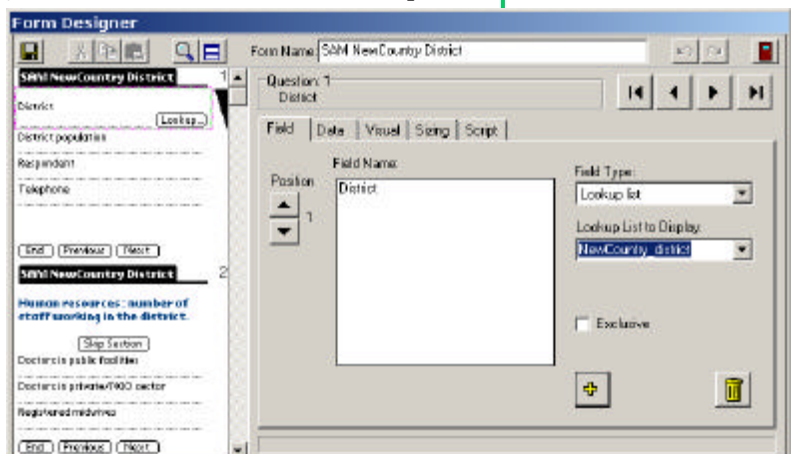 Form Designer
Form Name: SAM NewCountry District
SAM NewCountry District 1
District
Lookup...
District population
Respondent
Telephone
End Previous Next
SAM NewCountry District 2
Human resources: number of
staff working in the district.
Skip Section
Doctors in public facilities
Doctors in private/NGO sector
Registered midwives
End Previous Next
Question: 1
District
Field Data Visual Sizing Script
Position
1
Field Name:
District
Field Type:
Lookup list
Lookup List to Display:
NewCountry_district
Exclusive